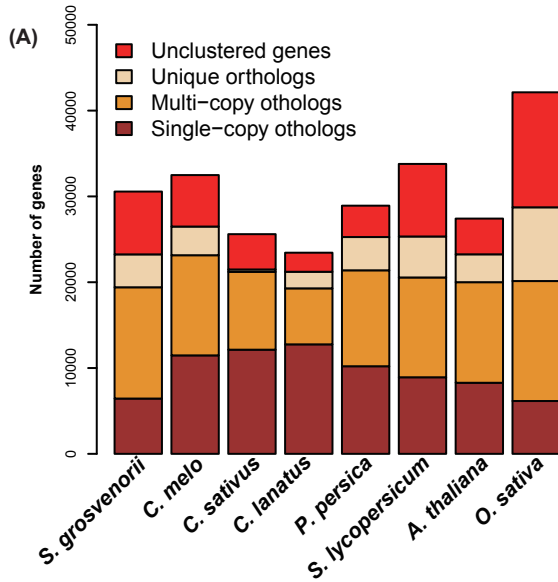 (A)
50000
40000
30000
20000
10000
0
Number of genes
Unclustered genes
Unique orthologs
Multi−copy othologs
Single−copy othologs
S. grosvenorii
C. melo
C. sativus
C. lanatus
P. persica
S. lycopersicum
A. thaliana
O. sativa